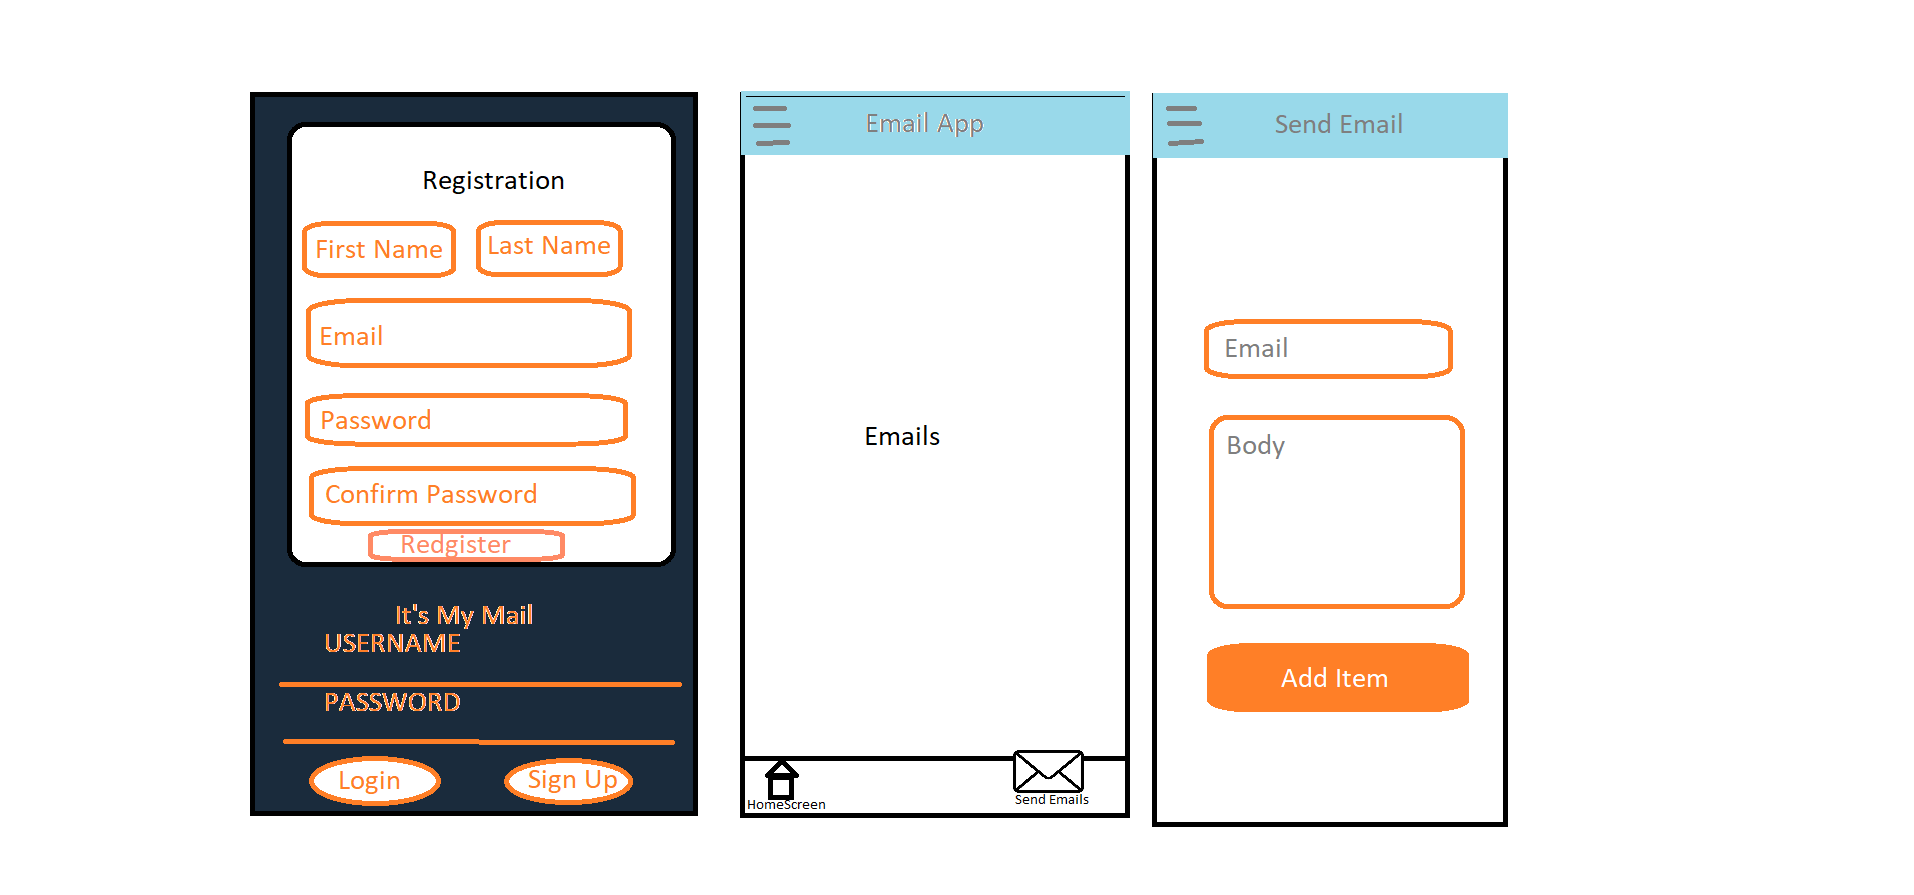 Registration
First Name
Last Name
Email
Password
Confirm Password
Redgister
It's My Mail
USERNAME
PASSWORD
Login
Sign Up
Email App
Emails
HomeScreen
Send Emails
Send Email
Email
Body
Add Item